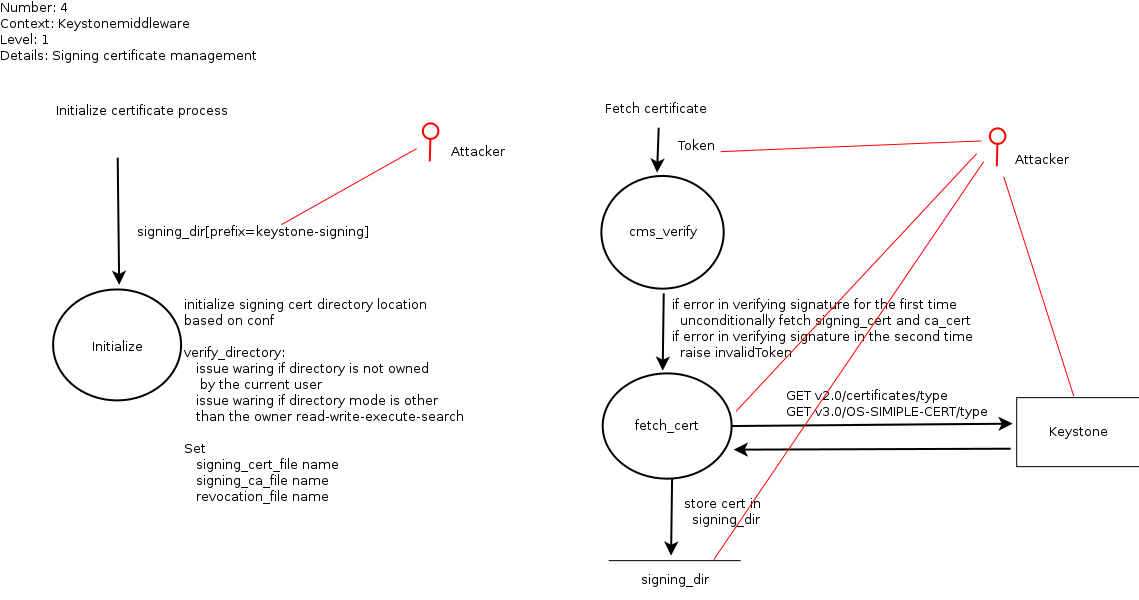 Number: 4
Context: Keystonemiddleware
Level: 1
Details: Signing certificate management
Initialize certificate process
Attacker
signing_dir[prefix=keystone-signing]
Initialize
initialize signing cert directory location
based on conf
verify_directory:
issue waring if directory is not owned
by the current user
issue waring if directory mode is other
than the owner read-write-execute-search
Set
signing_cert_file name
signing_ca_file name
revocation_file name
Fetch certificate
Token
Attacker
cms_verify
if error in verifying signature for the first time
unconditionally fetch signing_cert and ca_cert
if error in verifying signature in the second time
raise invalidToken
fetch_cert
GET v2.0/certificates/type
GET v3.0/OS-SIMIPLE-CERT/type
Keystone
store cert in
signing_dir
signing_dir